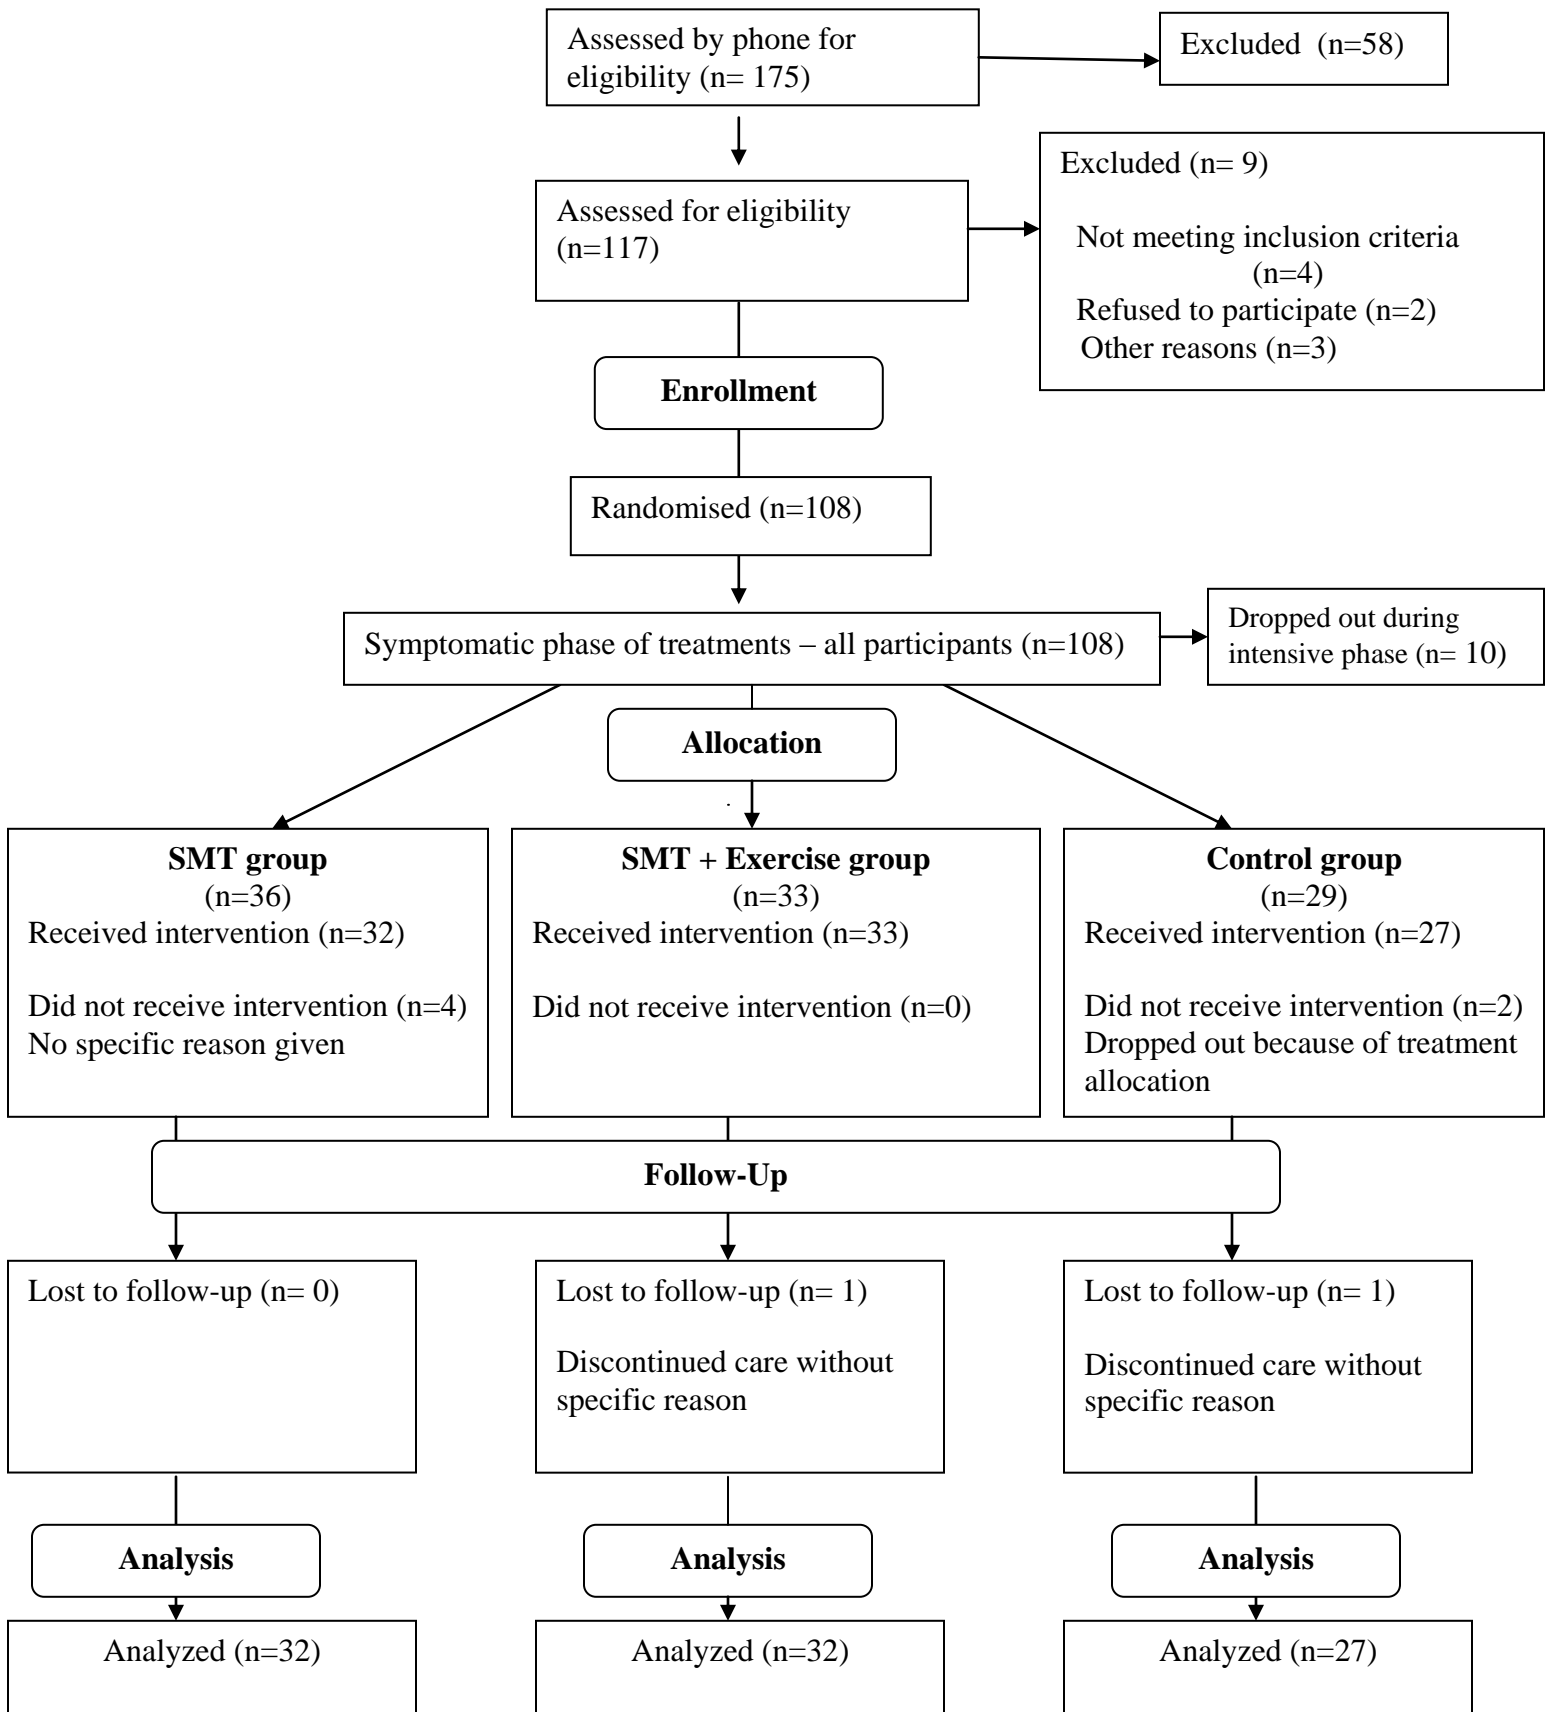 Assessed by phone for
eligibility (n= 175)
Excluded  (n=58)
Assessed for eligibility
(n=117)
Excluded (n= 9)
Not meeting inclusion criteria
(n=4)
Refused to participate (n=2)
Other reasons (n=3)
Enrollment
Randomised (n=108)
Symptomatic phase of treatments – all participants (n=108)
Dropped out during
intensive phase (n= 10)
Allocation
SMT group
(n=36)
Received intervention (n=32)
Did not receive intervention (n=4)
No specific reason given
SMT + Exercise group
(n=33)
Received intervention (n=33)
Did not receive intervention (n=0)
Control group
(n=29)
Received intervention (n=27)
Did not receive intervention (n=2)
Dropped out because of treatment
allocation
Follow-Up
Lost to follow-up (n= 0)
Lost to follow-up (n= 1)
Discontinued care without
specific reason
Lost to follow-up (n= 1)
Discontinued care without
specific reason
Analysis
Analysis
Analysis
Analyzed (n=32)
Analyzed (n=32)
Analyzed (n=27)